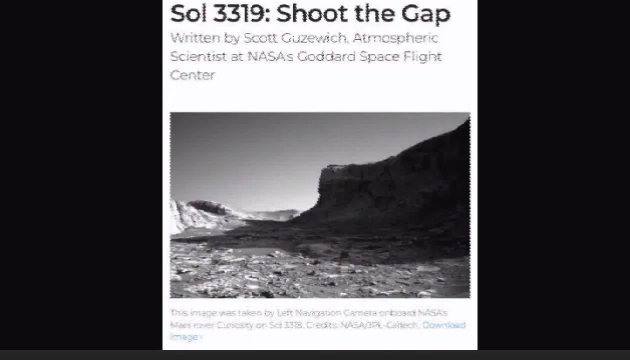 Sol 3319: Shoot the Gap
Written by Scott Guzewich, Atmospheric
Scientist at NASA's Goddard Space Flight
Center
This image was taken by Left Navigation Camera onboard NASA's
Mars rover Curiosity on Sol 3318. Credits: NASA/JPL-Caltech. Download
image ›